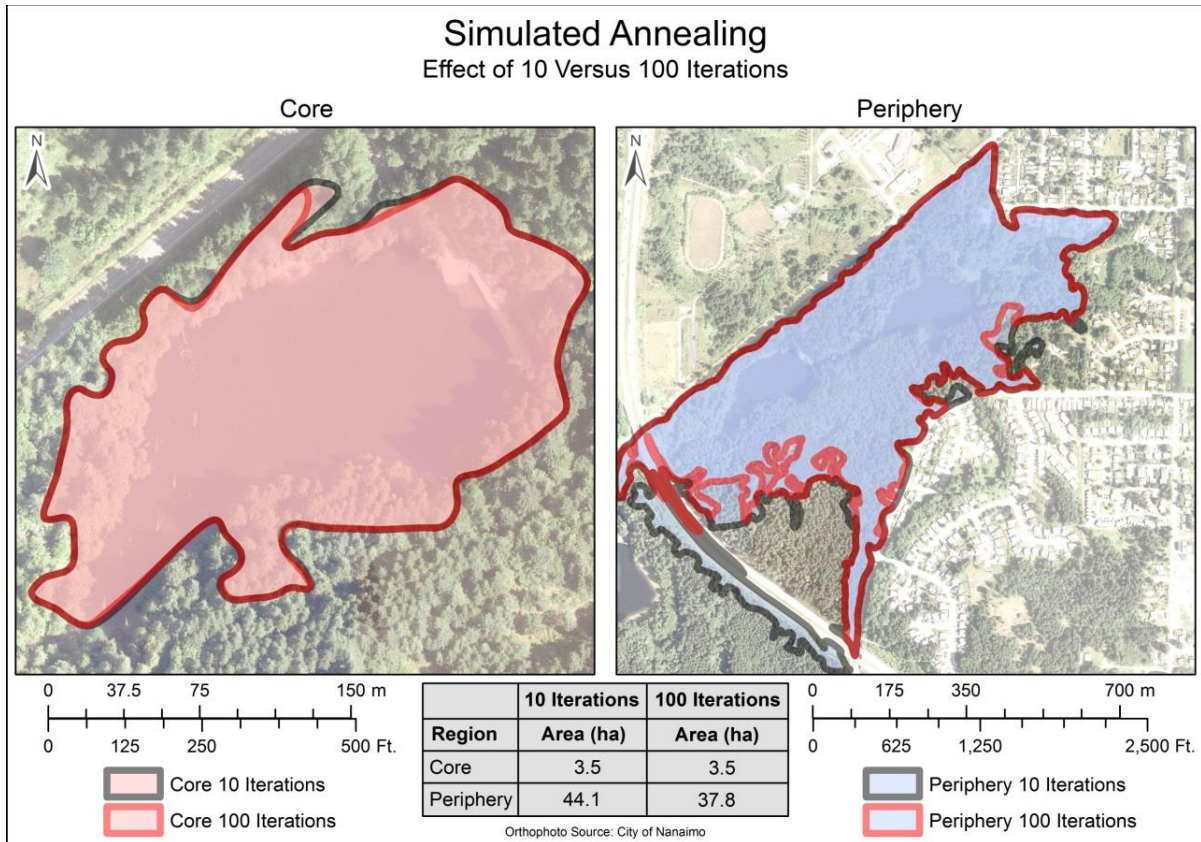 Simulated Annealing
Effect of 10 Versus 100 Iterations
Core
Periphery
N
N
0 37.5 75 150 m
0 125 250 500 Ft.
Core 10 Iterations
Core 100 Iterations
10 Iterations 100 Iterations
Region Area (ha) Area (ha)
Core 3.5 3.5
Periphery 44.1 37.8
Orthophoto Source: City of Nanaimo
0 175 350 700 m
0 625 1,250 2,500 Ft.
Periphery 10 Iterations
Periphery 100 Iterations